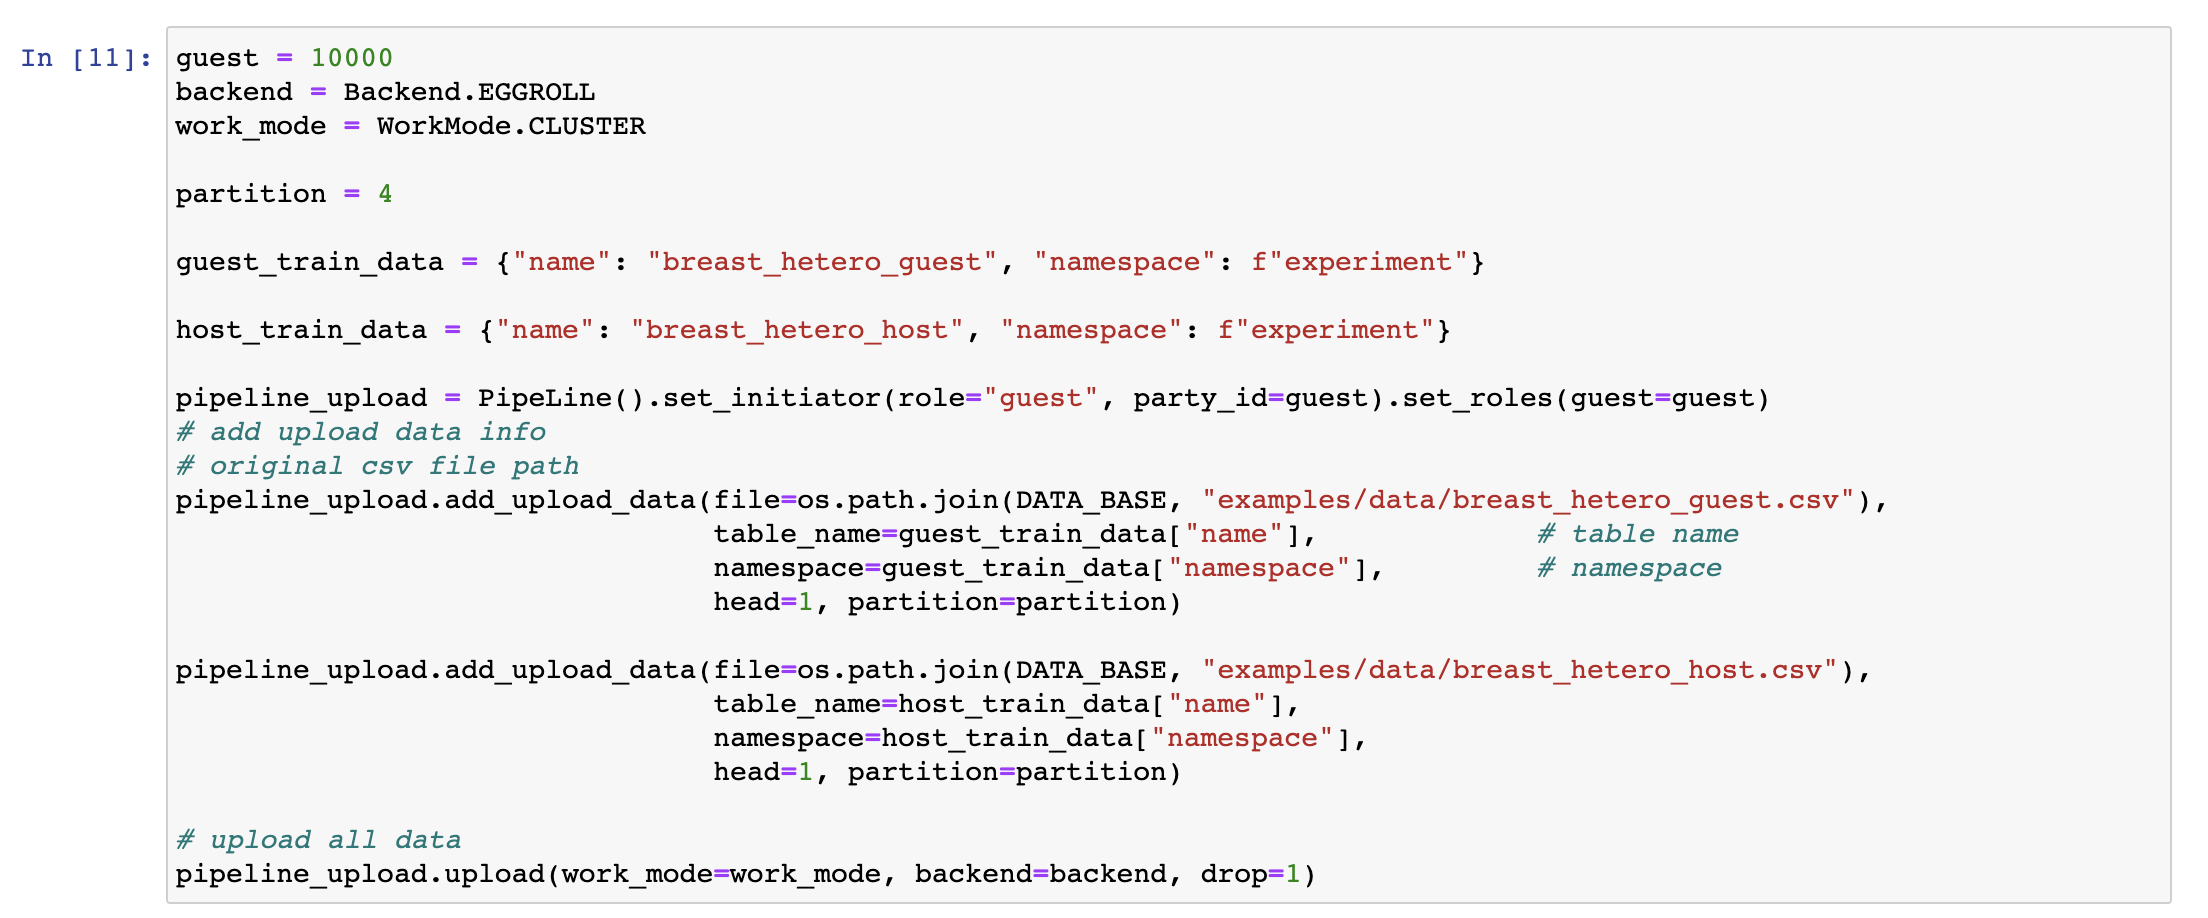 In [11]: guest = 10000
backend = Backend.EGGROLL
work_mode = WorkMode.CLUSTER
partition = 4
guest_train_data = {"name": "breast_hetero_guest", "namespace": f"experiment"}
host_train_data = {"name": "breast_hetero_host", "namespace": f"experiment"}
pipeline_upload = PipeLine().set_initiator(role="guest", party_id=guest).set_roles(guest=guest)
# add upload data info
# original csv file path
pipeline_upload.add_upload_data(file=os.path.join(DATA_BASE, "examples/data/breast_hetero_guest.csv"),
table_name=guest_train_data["name"], # table name
namespace=guest_train_data["namespace"], # namespace
head=1, partition=partition)
pipeline_upload.add_upload_data(file=os.path.join(DATA_BASE, "examples/data/breast_hetero_host.csv"),
table_name=host_train_data["name"],
namespace=host_train_data["namespace"],
head=1, partition=partition)
# upload all data
pipeline_upload.upload(work_mode=work_mode, backend=backend, drop=1)